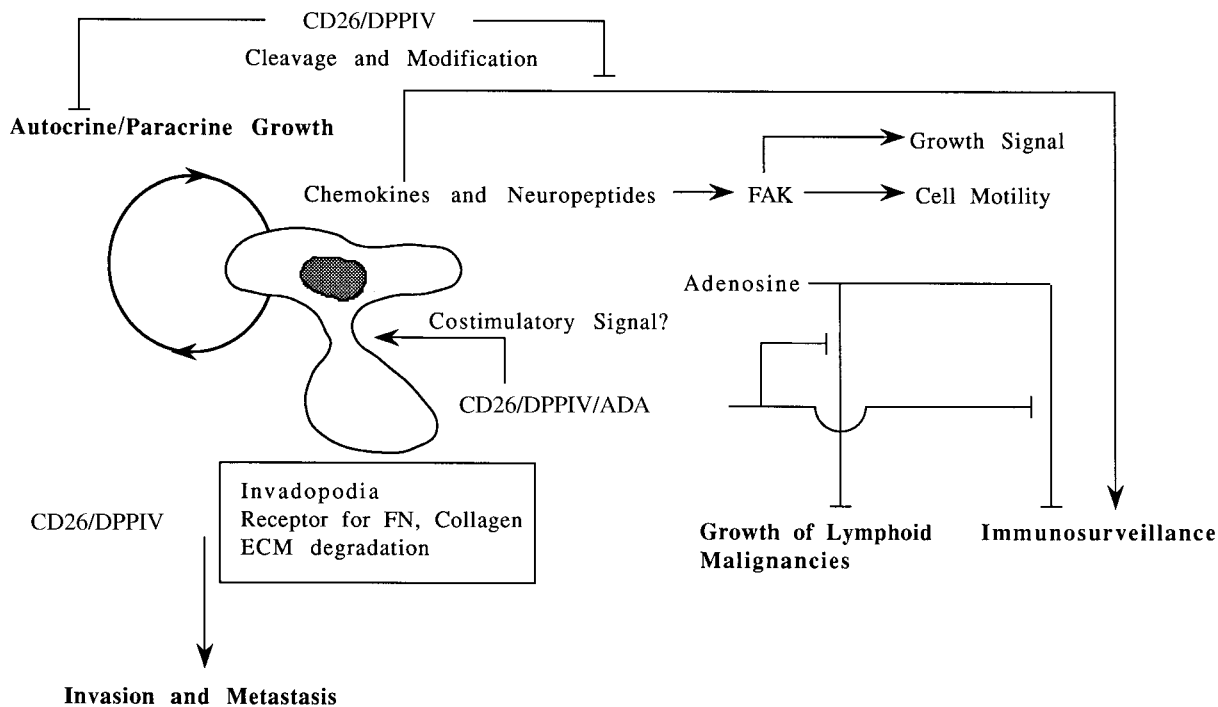 CD26/DPPIV
Cleavage and Modification
Autocrine/Paracrine Growth
Growth Signal
Chemokines and Neuropeptides
FAK
Cell Motility
Adenosine
Costimulatory Signal?
CD26/DPPIV/ADA
Invadopodia
Receptor for FN, Collagen
ECM degradation
CD26/DPPIV
Growth of Lymphoid
Malignancies
Immunosurveillance
Invasion and Metastasis